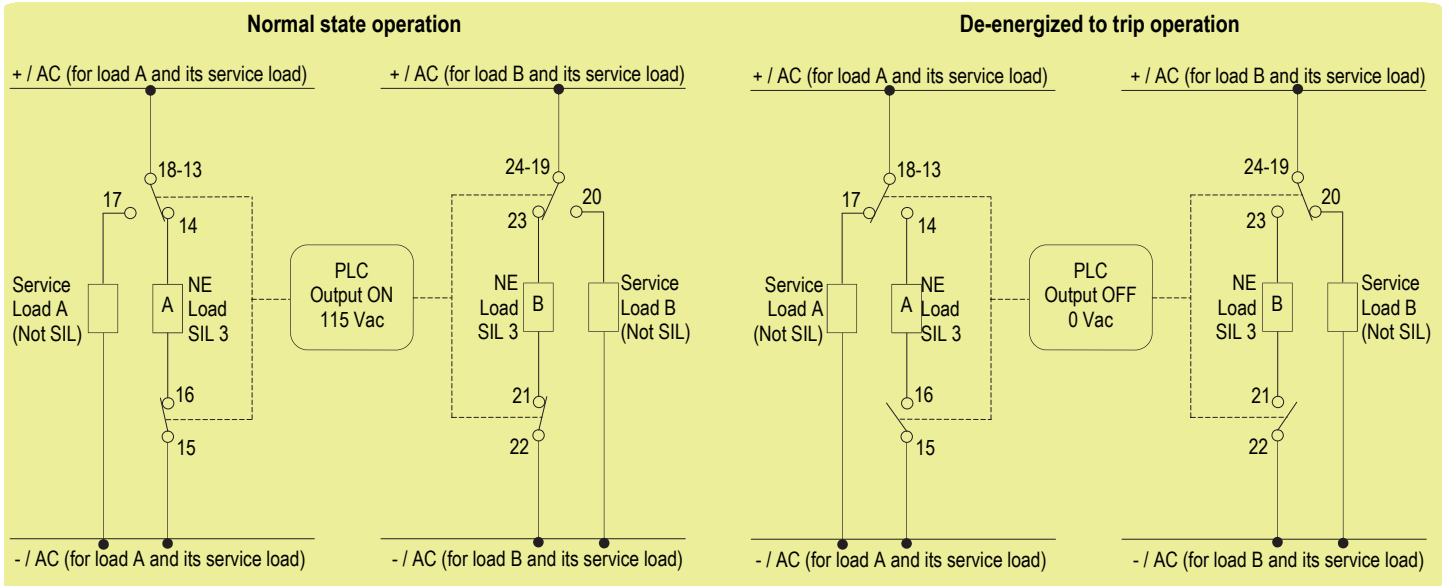 Normal state operation
De-energized to trip operation
+ / AC (for load A and its service load)
+ / AC (for load B and its service load)
+ / AC (for load A and its service load)
+ / AC (for load B and its service load)
18-13
17
14
Service
Load A
(Not SIL)
A
NE
Load
SIL 3
16
15
PLC
Output ON
115 Vac
24-19
20
23
NE
Load
SIL 3
B
Service
Load B
(Not SIL)
21
22
18-13
17
14
Service
Load A
(Not SIL)
A
NE
Load
SIL 3
16
15
PLC
Output OFF
0 Vac
24-19
20
23
NE
Load
SIL 3
B
Service
Load B
(Not SIL)
21
22
- / AC (for load A and its service load)
- / AC (for load B and its service load)
- / AC (for load A and its service load)
- / AC (for load B and its service load)